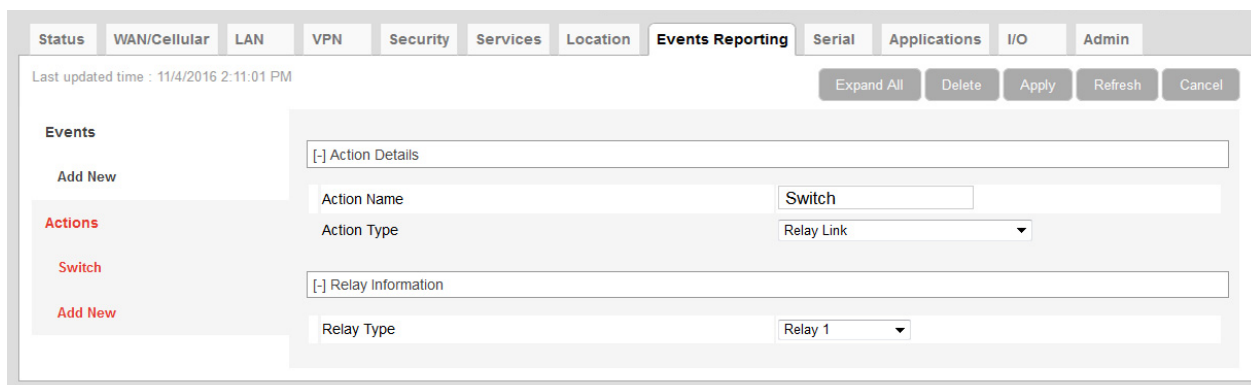 Status WAN/Cellular LAN VPN Security Services Location Events Reporting Serial Applications I/O Admin
Last updated time : 11/4/2016 2:11:01 PM
Expand All Delete Apply Refresh Cancel
Events
Add New
Actions
Switch
Add New
[-] Action Details
Action Name Switch
Action Type Relay Link
[-] Relay Information
Relay Type Relay 1